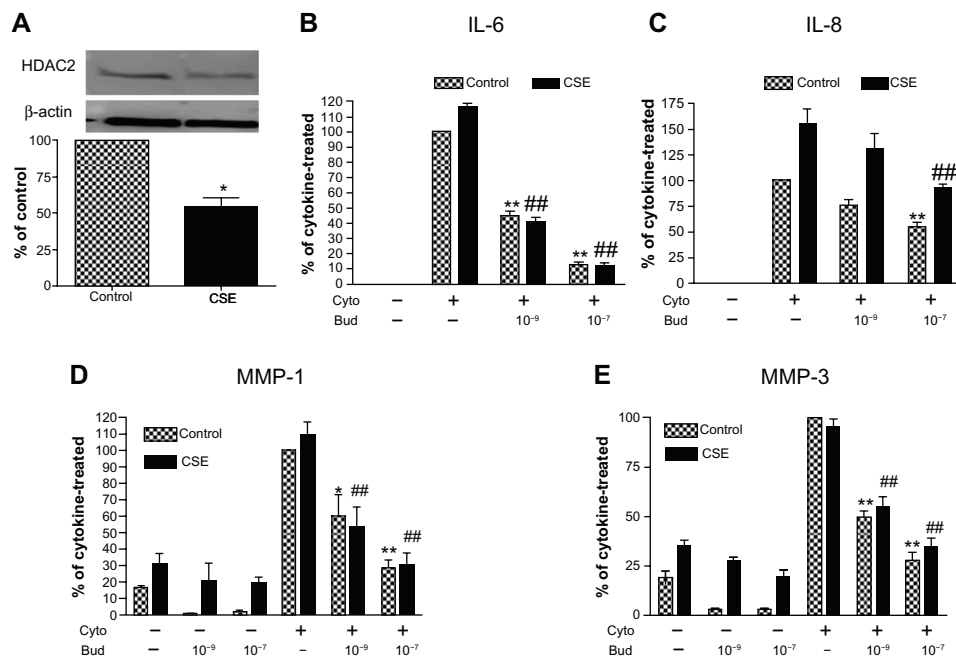 A
HDAC2
β-actin
% of control
100
75
50
25
0
*
Control CSE
B
IL-6
Control CSE
% of cytokine-treated
120
110
100
90
80
70
60
50
40
30
20
10
0
** ##
** ##
Cyto – + + +
Bud – – 10⁻⁹ 10⁻⁷
C
IL-8
Control CSE
% of cytokine-treated
175
150
125
100
75
50
25
0
** ##
Cyto – + + +
Bud – – 10⁻⁹ 10⁻⁷
D
MMP-1
Control
CSE
% of cytokine-treated
120
110
100
90
80
70
60
50
40
30
20
10
0
* ##
** ##
Cyto – – – + + +
Bud – 10⁻⁹ 10⁻⁷ – 10⁻⁹ 10⁻⁷
E
MMP-3
Control
CSE
% of cytokine-treated
100
75
50
25
0
** ##
** ##
Cyto – – – + + +
Bud – 10⁻⁹ 10⁻⁷ – 10⁻⁹ 10⁻⁷